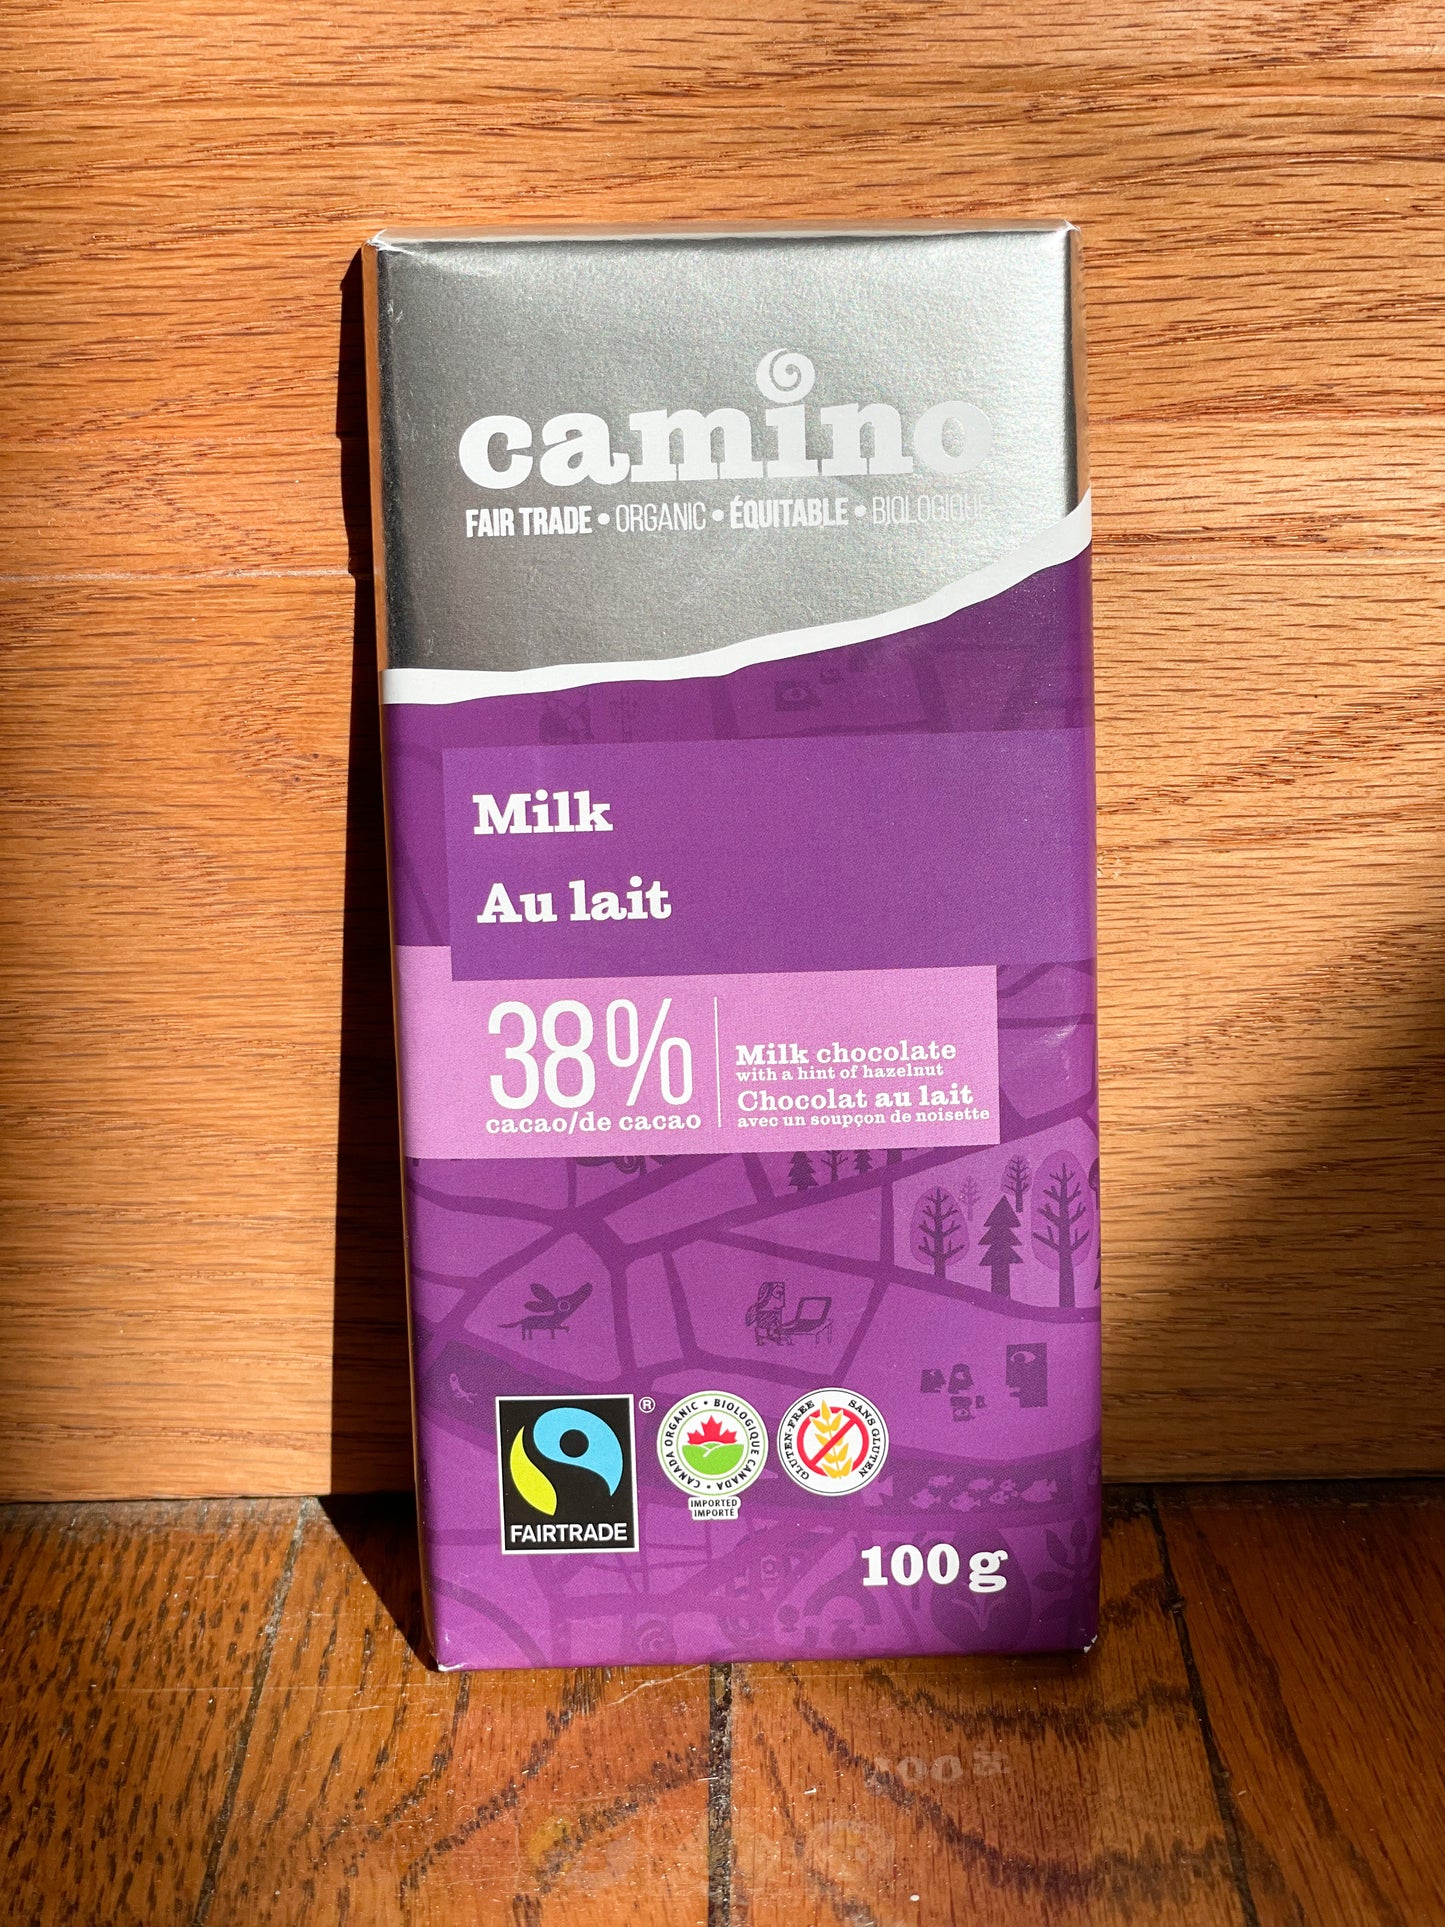 camino
FAIR TRADE • ORGANIC • ÉQUITABLE • BIOLOGIQUE
Milk
Au lait
38%
cacao/de cacao
Milk chocolate
with a hint of hazelnut
Chocolat au lait
avec un soupçon de noisette
FAIRTRADE
®
CANADA ORGANIC • BIOLOGIQUE CANADA •
IMPORTED
IMPORTÉ
GLUTEN-FREE
SANS GLUTEN
100 g